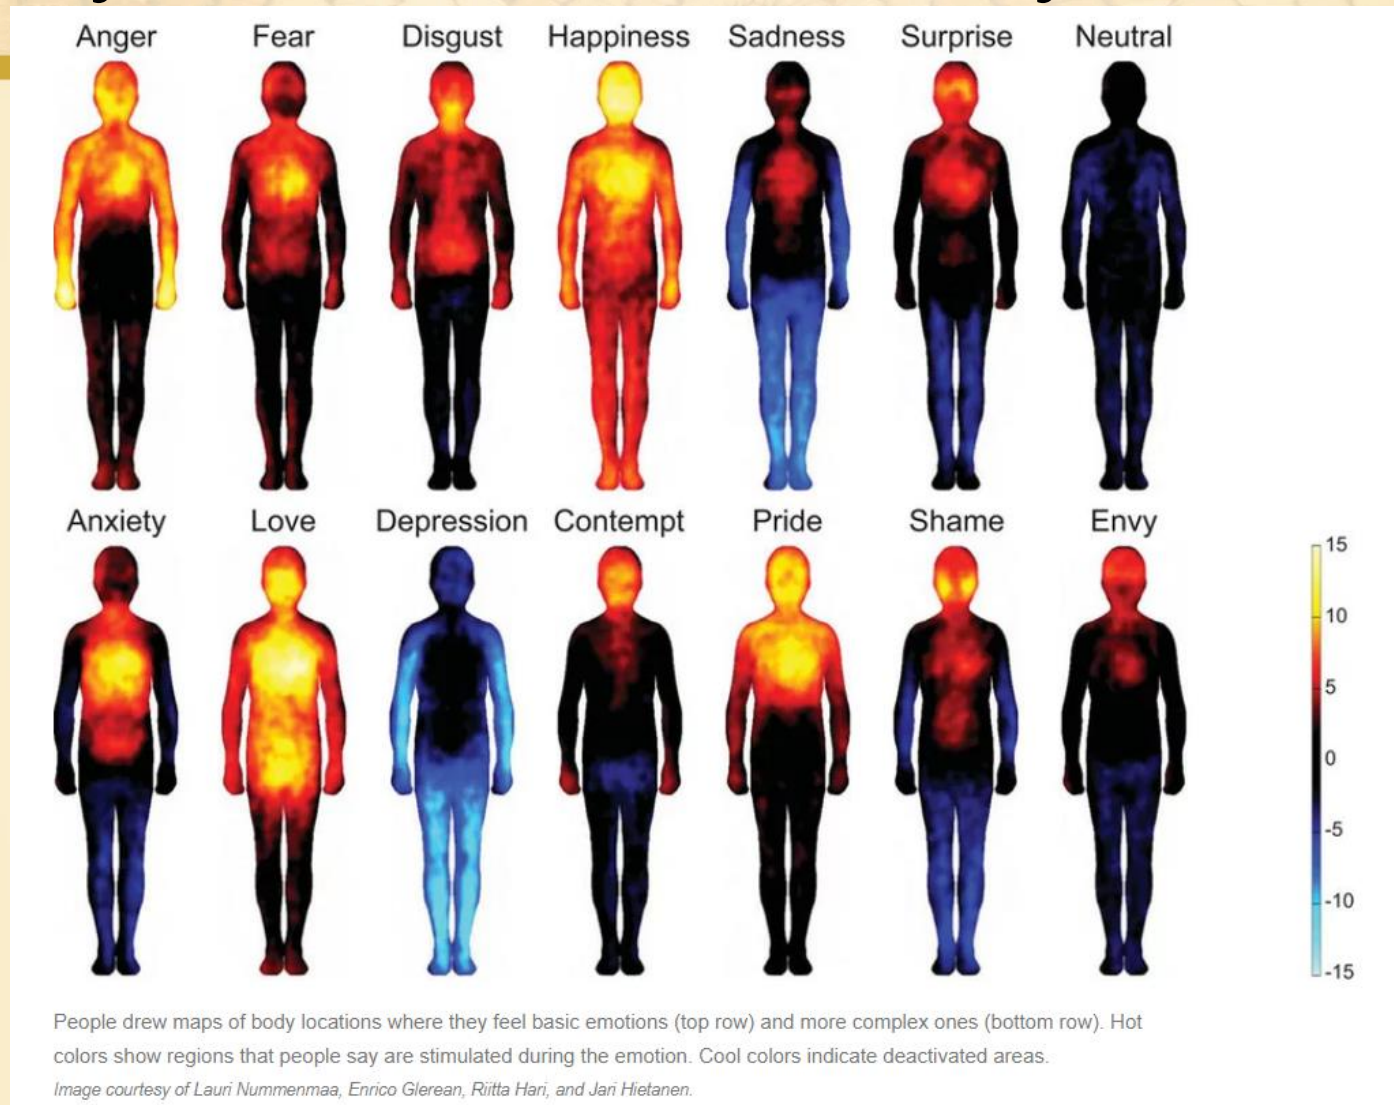 Anger Fear Disgust Happiness Sadness Surprise Neutral
Anxiety Love Depression Contempt Pride Shame Envy
15
10
5
0
-5
-10
-15
People drew maps of body locations where they feel basic emotions (top row) and more complex ones (bottom row). Hot
colors show regions that people say are stimulated during the emotion. Cool colors indicate deactivated areas.
Image courtesy of Lauri Nummenmaa, Enrico Glerean, Riitta Hari, and Jari Hietanen.